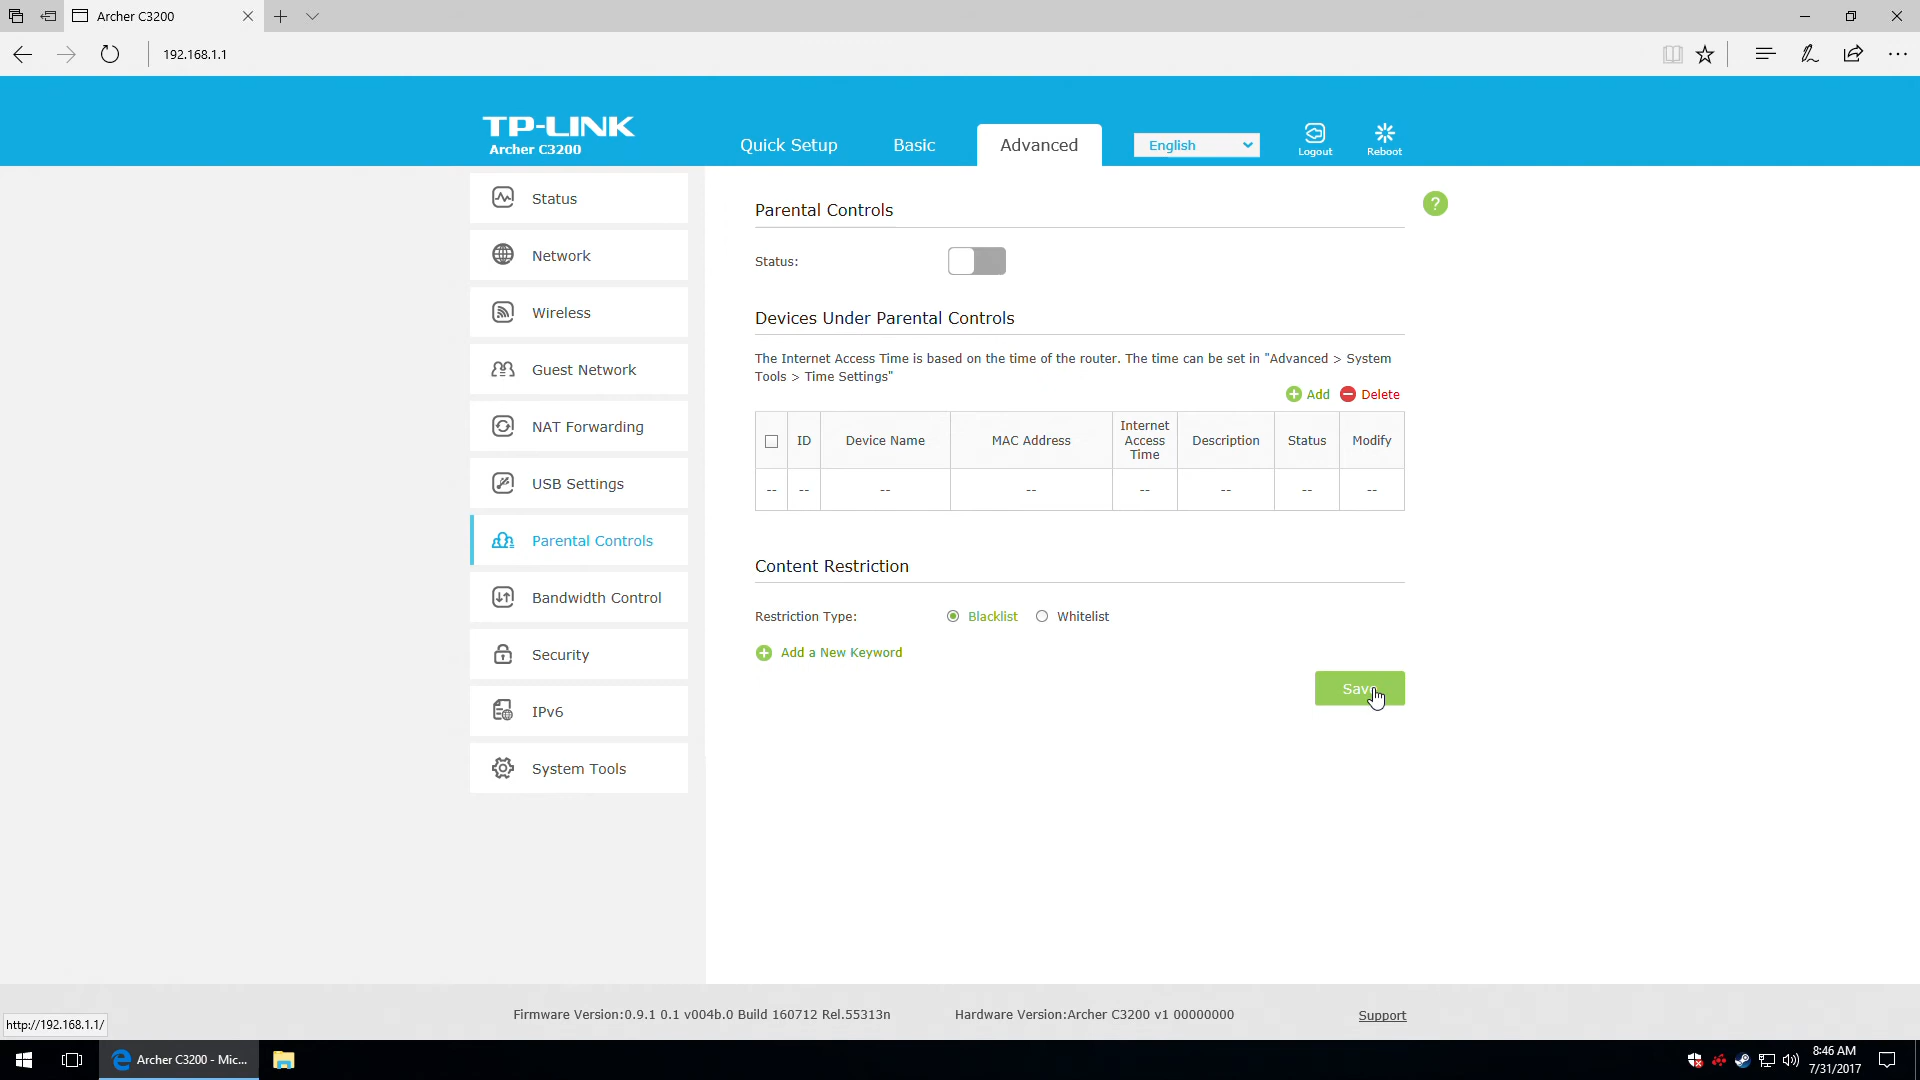 Archer C3200
192.168.1.1
TP-LINK
Archer C3200
Quick Setup
Basic
Advanced
English
Logout
Reboot
Status
Network
Wireless
Guest Network
NAT Forwarding
USB Settings
Parental Controls
Bandwidth Control
Security
IPv6
System Tools
Parental Controls
?
Status:
Devices Under Parental Controls
The Internet Access Time is based on the time of the router. The time can be set in "Advanced > System
Tools > Time Settings"
Add
Delete
ID
Device Name
MAC Address
Internet
Access
Time
Description
Status
Modify
-- -- -- -- -- -- -- --
Content Restriction
Restriction Type:
Blacklist
Whitelist
Add a New Keyword
Save
Firmware Version:0.9.1 0.1 v004b.0 Build 160712 Rel.55313n
Hardware Version:Archer C3200 v1 00000000
Support
http://192.168.1.1/
Archer C3200 - Mic...
8:46 AM
7/31/2017